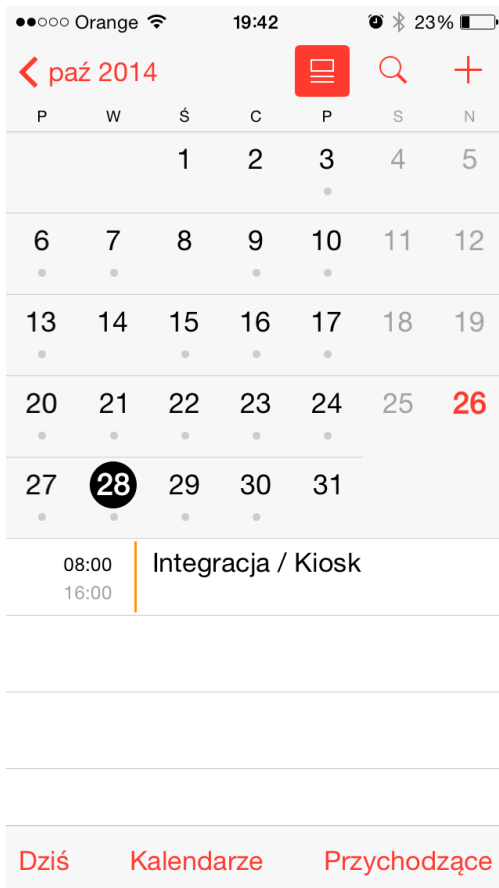 Orange 19:42 23%
paź 2014
P W Ś C P S N
1 2 3 4 5
6 7 8 9 10 11 12
13 14 15 16 17 18 19
20 21 22 23 24 25 26
27 28 29 30 31
08:00 Integracja / Kiosk
16:00
Dziś Kalendarze Przychodzące